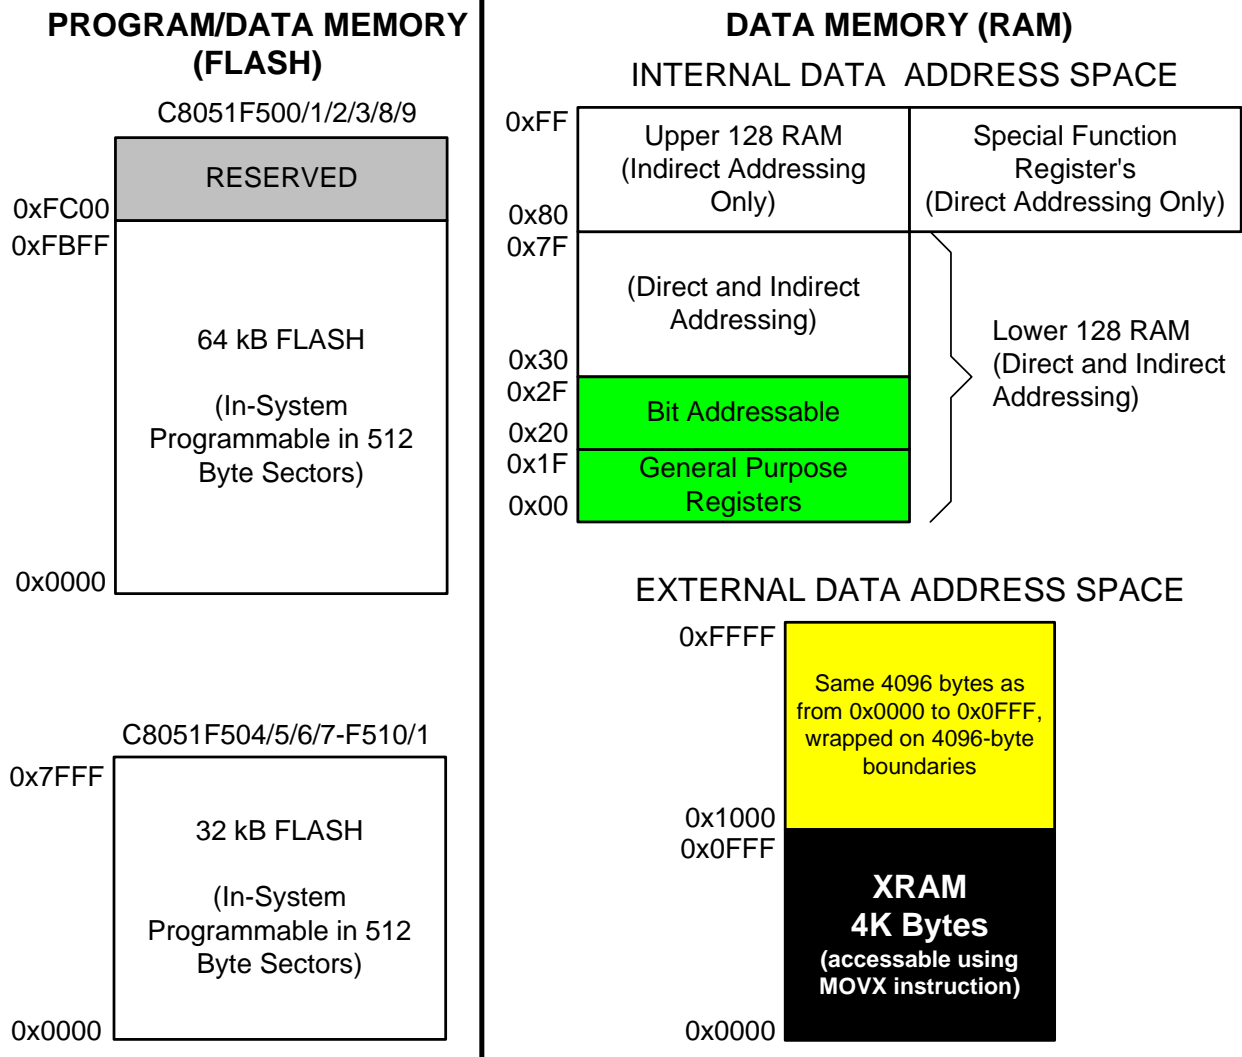 PROGRAM/DATA MEMORY
(FLASH)
C8051F500/1/2/3/8/9
RESERVED
0xFC00
0xFBFF
64 kB FLASH
(In-System
Programmable in 512
Byte Sectors)
0x0000
C8051F504/5/6/7-F510/1
0x7FFF
32 kB FLASH
(In-System
Programmable in 512
Byte Sectors)
0x0000
DATA MEMORY (RAM)
INTERNAL DATA ADDRESS SPACE
0xFF
Upper 128 RAM
(Indirect Addressing
Only)
0x80
Special Function
Register's
(Direct Addressing Only)
0x7F
(Direct and Indirect
Addressing)
0x30
Lower 128 RAM
(Direct and Indirect
Addressing)
0x2F
Bit Addressable
0x20
0x1F
General Purpose
Registers
0x00
EXTERNAL DATA ADDRESS SPACE
0xFFFF
Same 4096 bytes as
from 0x0000 to 0x0FFF,
wrapped on 4096-byte
boundaries
0x1000
0x0FFF
XRAM
4K Bytes
(accessable using
MOVX instruction)
0x0000